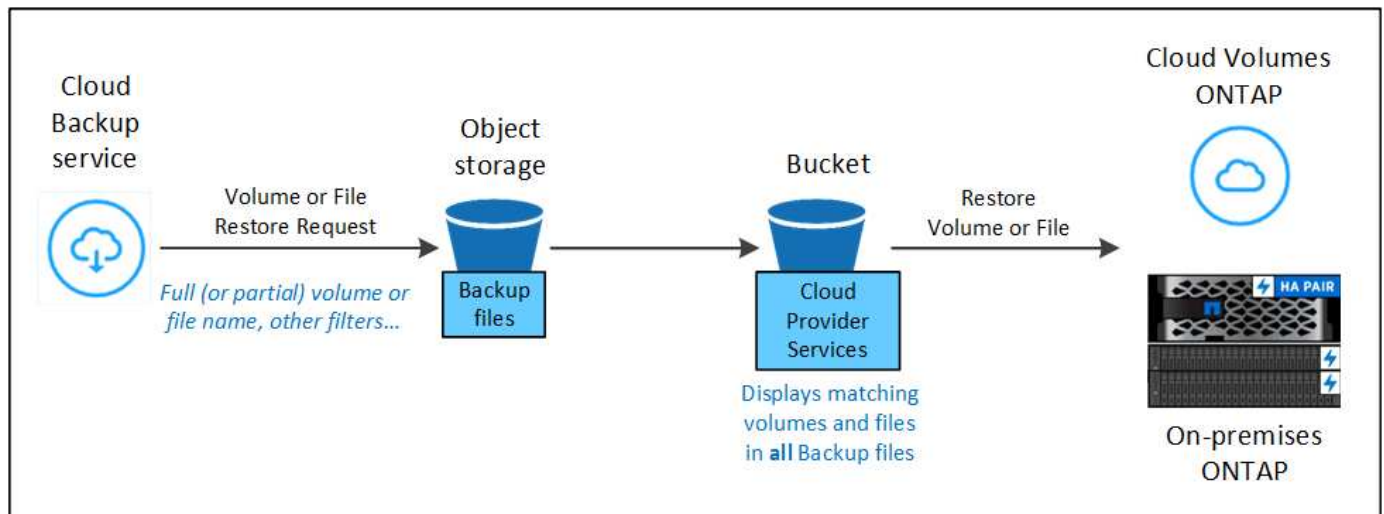 Cloud
Backup
service
Volume or File
Restore Request
Full (or partial) volume or
file name, other filters...
Object
storage
Backup
files
Bucket
Cloud
Provider
Services
Displays matching
volumes and files
in all Backup files
Restore
Volume or File
Cloud Volumes
ONTAP
HA PAIR
On-premises
ONTAP